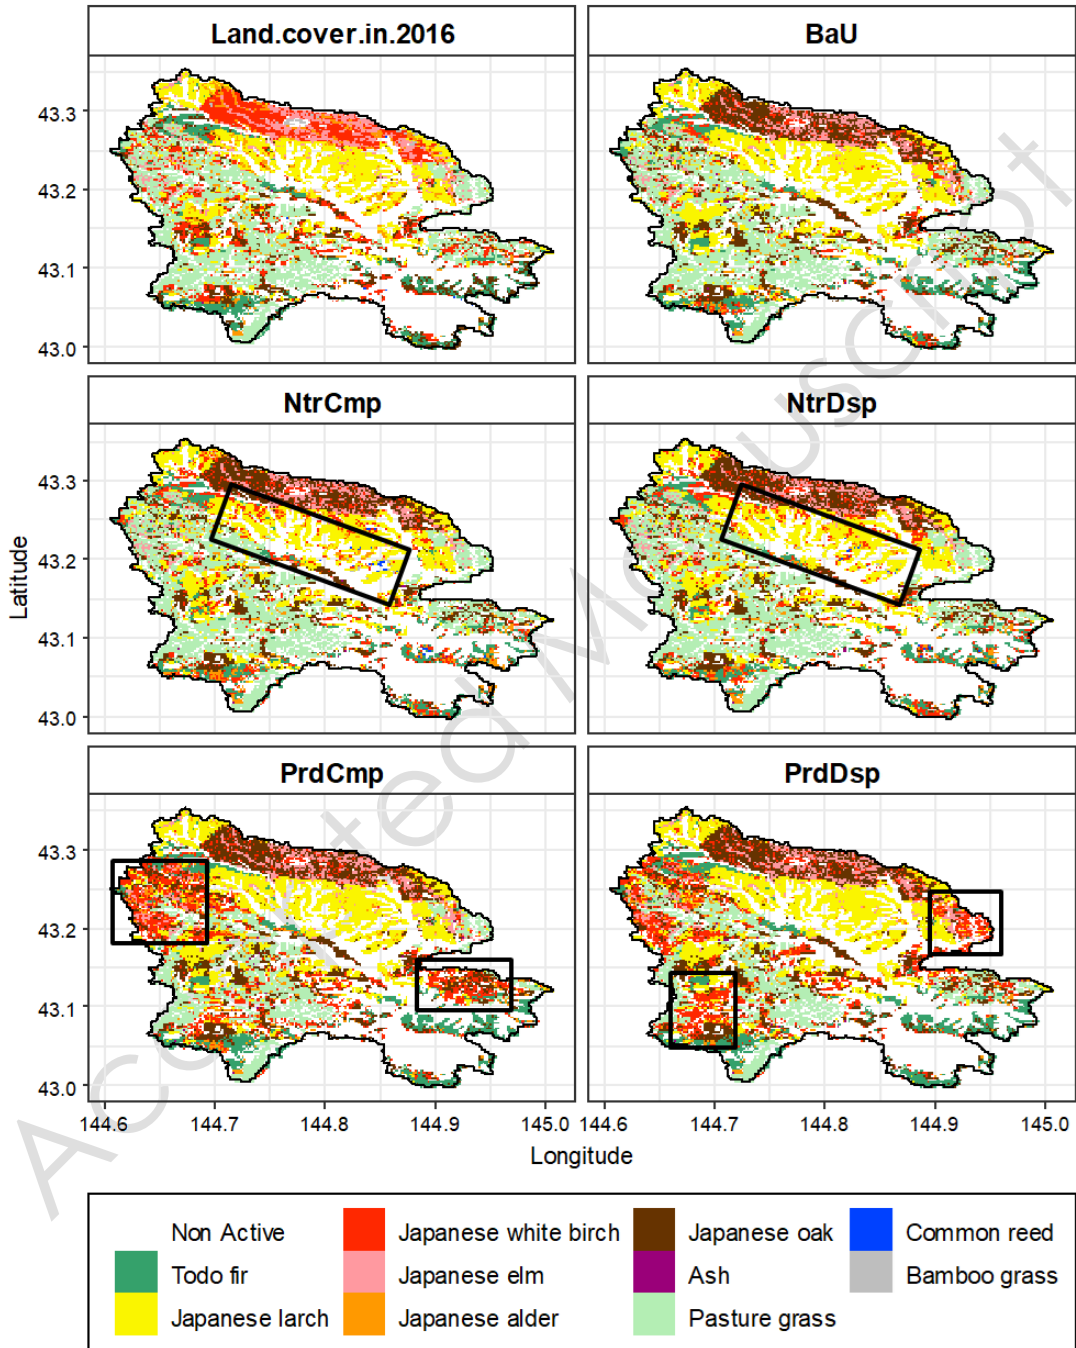 Land.cover.in.2016
BaU
43.3
43.2
43.1
43.0
NtrCmp
NtrDsp
43.3
43.2
43.1
43.0
Latitude
PrdCmp
PrdDsp
43.3
43.2
43.1
43.0
144.6 144.7 144.8 144.9 145.0 144.6 144.7 144.8 144.9 145.0
Longitude
Non Active Japanese white birch Japanese oak Common reed
Todo fir Japanese elm Ash Bamboo grass
Japanese larch Japanese alder Pasture grass
Accepted Manuscript